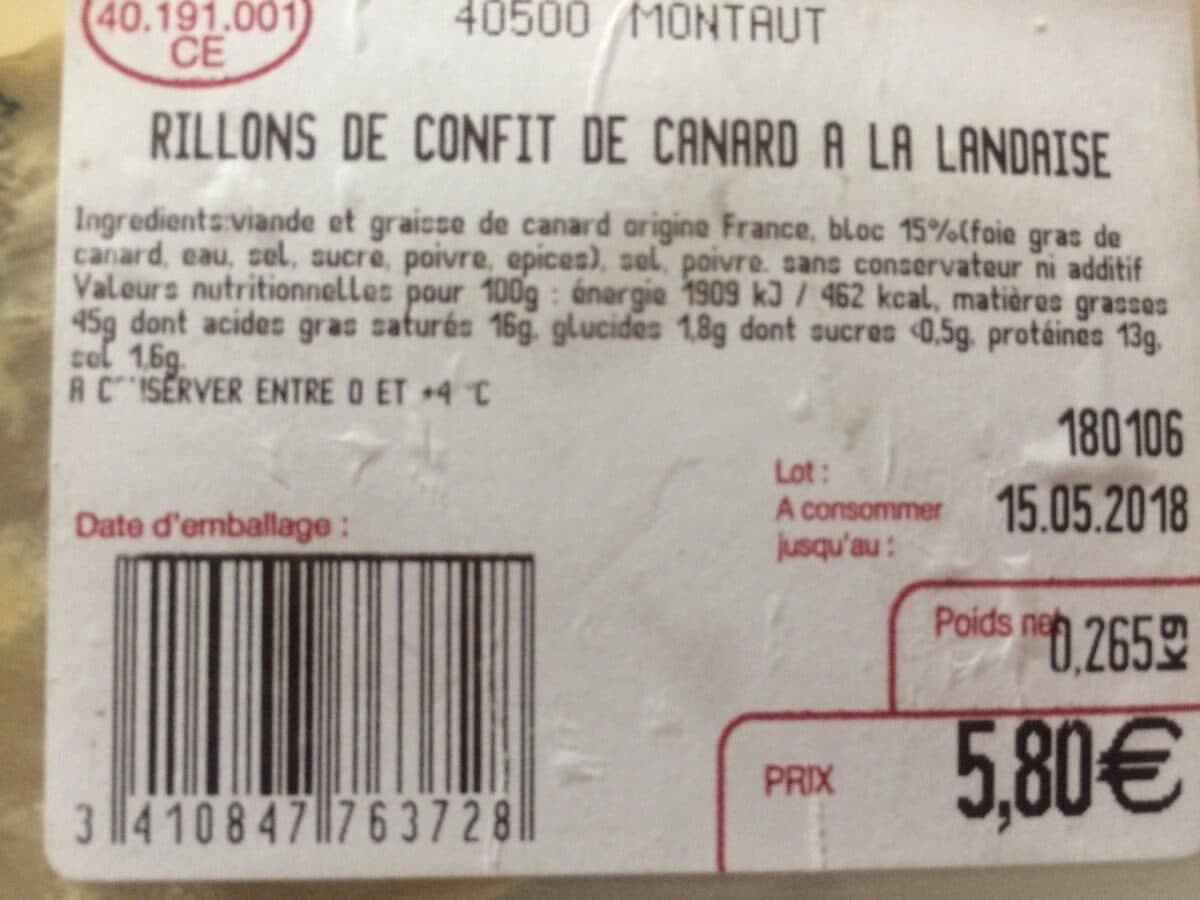 40.191.001
CE
40500 MONTAUT
RILLONS DE CONFIT DE CANARD A LA LANDAISE
Ingredients:viande et graisse de canard origine France, bloc 15%(foie gras de
canard, eau, sel, sucre, poivre, epices), sel, poivre. sans conservateur ni additif
Valeurs nutritionnelles pour 100g : énergie 1909 kJ / 462 kcal, matières grasses
45g dont acides gras saturés 16g, glucides 1,8g dont sucres <0,5g, protéines 13g,
sel 1,6g.
A C ISERVER ENTRE 0 ET +4 °C
180106
Lot :
A consommer 15.05.2018
jusqu'au :
Date d'emballage :
Poids net 0,265 kg
PRIX 5,80€
3 410847 763728